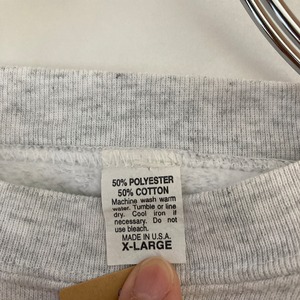 50% POLYESTER
50% COTTON
Machine wash warm
water. Tumble or line
dry. Cool iron if
necessary. Do not
use bleach.
MADE IN U.S.A.
X-LARGE